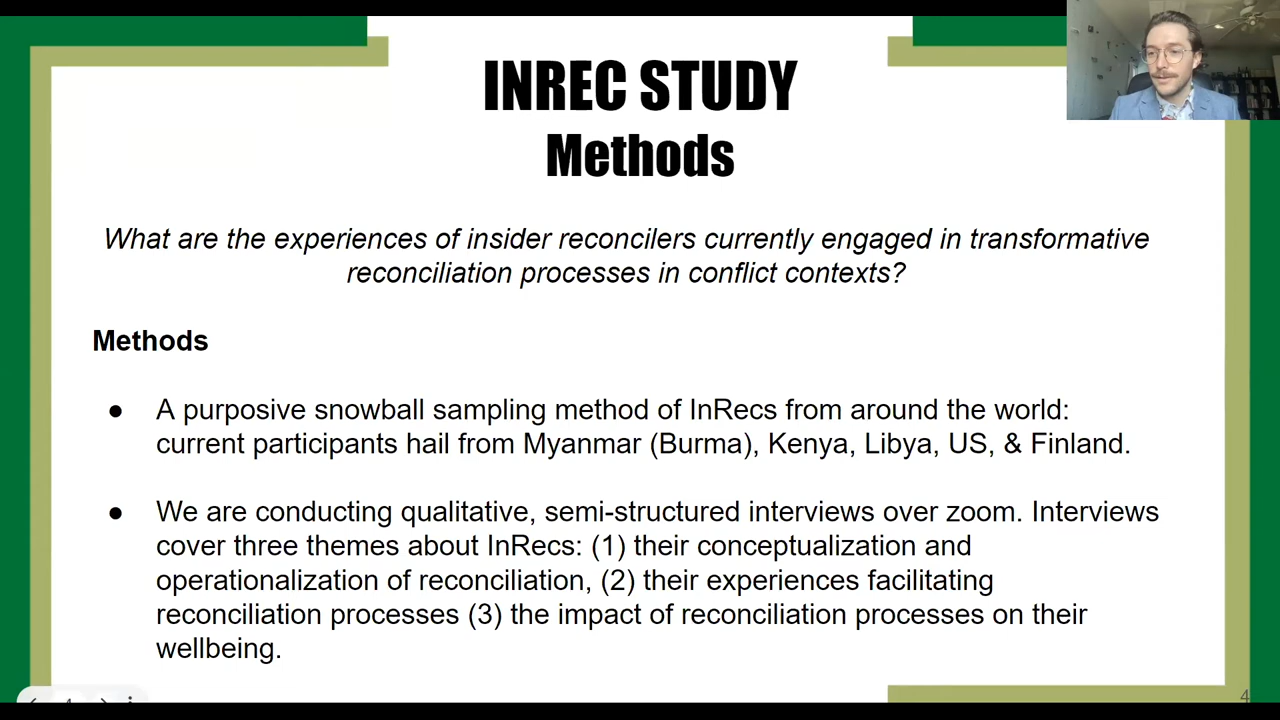 INREC STUDY
Methods
What are the experiences of insider reconcilers currently engaged in transformative
reconciliation processes in conflict contexts?
Methods
● A purposive snowball sampling method of InRecs from around the world:
current participants hail from Myanmar (Burma), Kenya, Libya, US, & Finland.
● We are conducting qualitative, semi-structured interviews over zoom. Interviews
cover three themes about InRecs: (1) their conceptualization and
operationalization of reconciliation, (2) their experiences facilitating
reconciliation processes (3) the impact of reconciliation processes on their
wellbeing.
4